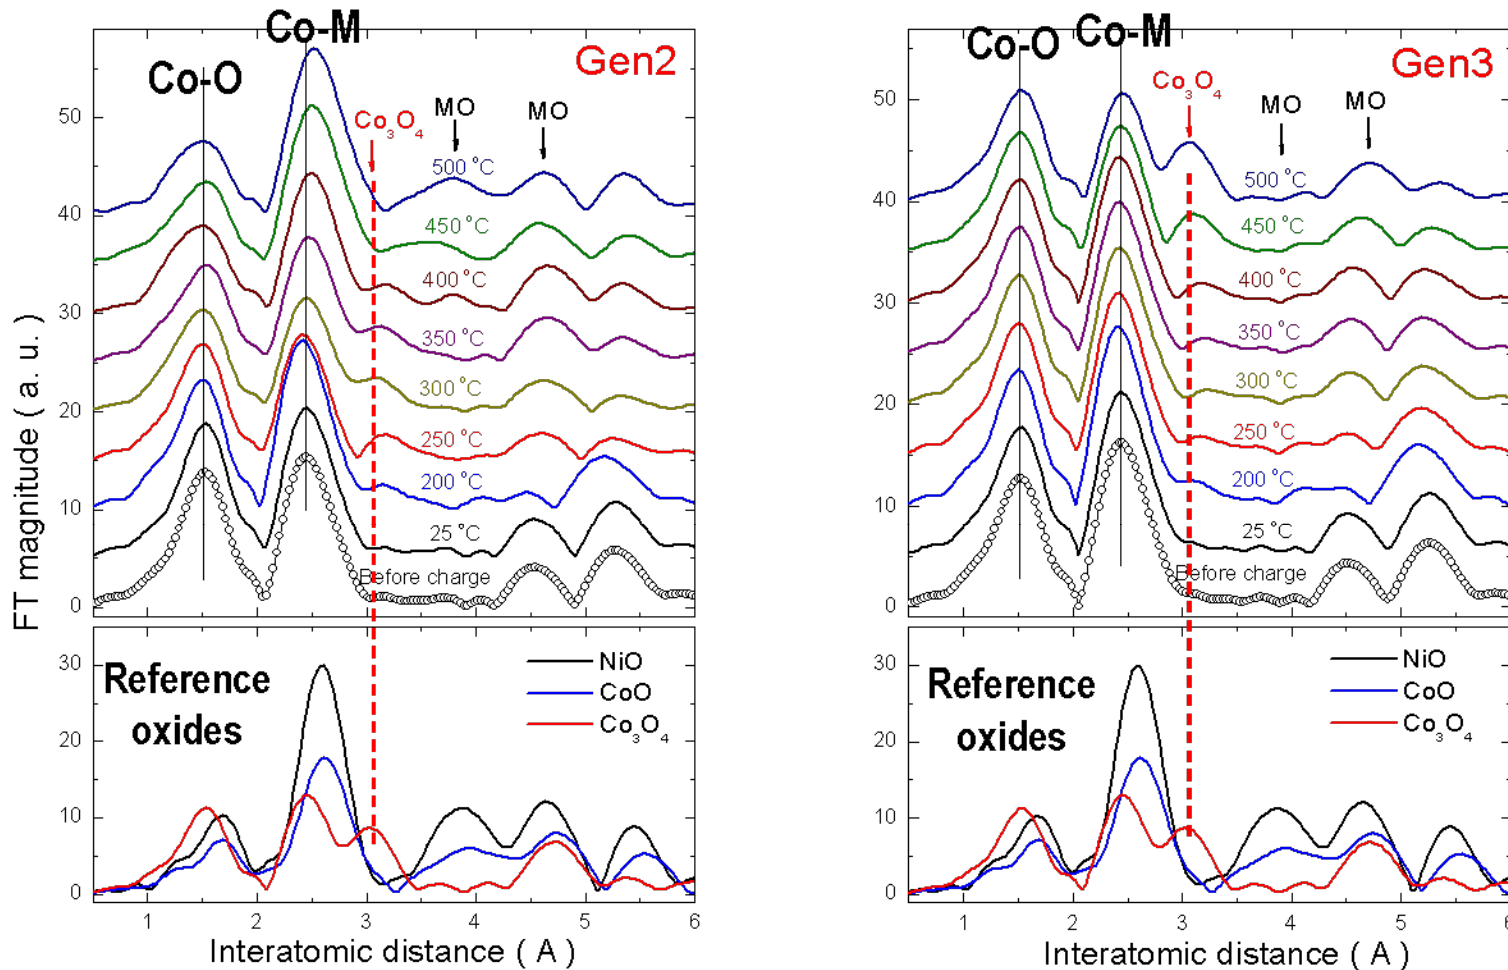 Co-M
Gen2
Co-O
Co₃O₄
MO
MO
500 °C
450 °C
400 °C
350 °C
300 °C
250 °C
200 °C
25 °C
Before charge
50
40
30
20
10
0
FT magnitude ( a. u. )
Reference
oxides
NiO
CoO
Co₃O₄
30
20
10
0
1 2 3 4 5 6
Interatomic distance ( A )
Co-O
Co-M
Gen3
Co₃O₄
MO
MO
500 °C
450 °C
400 °C
350 °C
300 °C
250 °C
200 °C
25 °C
Before charge
50
40
30
20
10
0
Reference
oxides
NiO
CoO
Co₃O₄
30
20
10
0
1 2 3 4 5 6
Interatomic distance ( A )